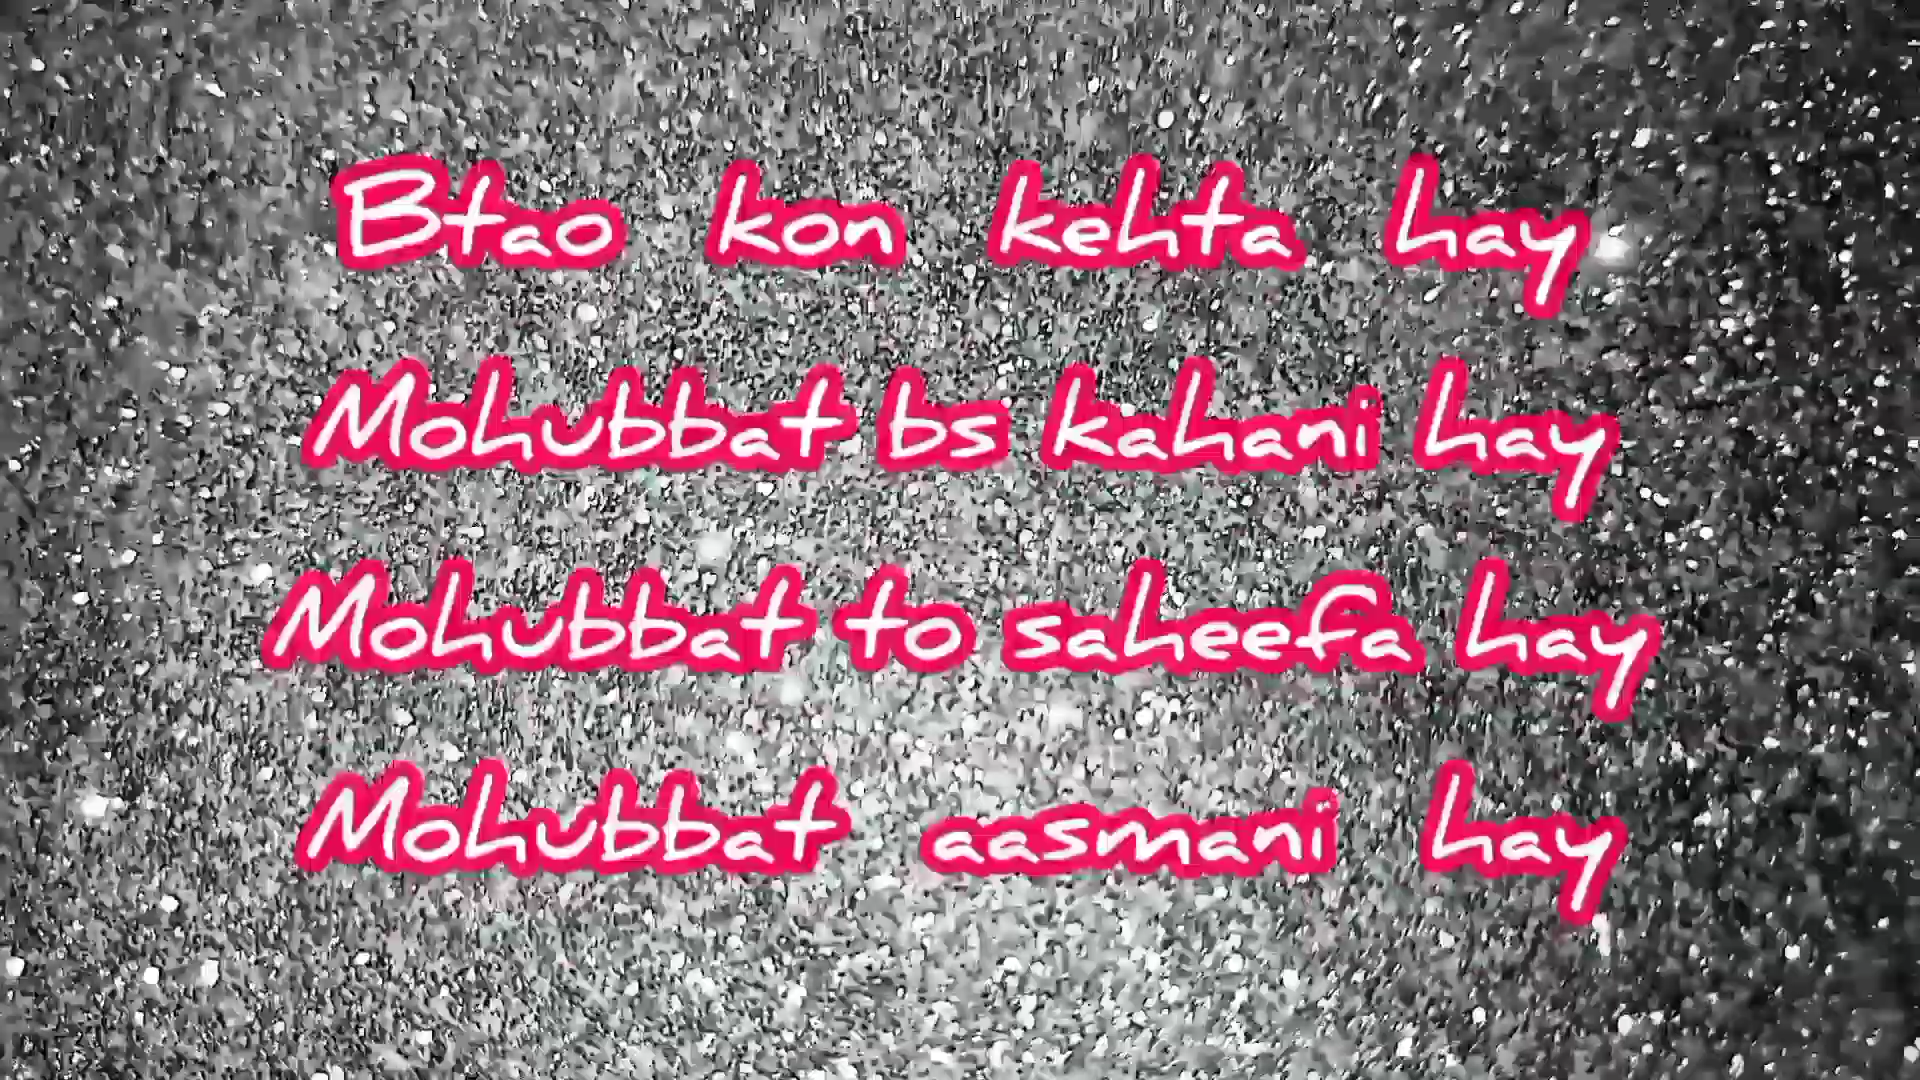 Btao kon kehta hay
Mohubbat bs kahani hay
Mohubbat to saheefa hay
Mohubbat aasmani hay